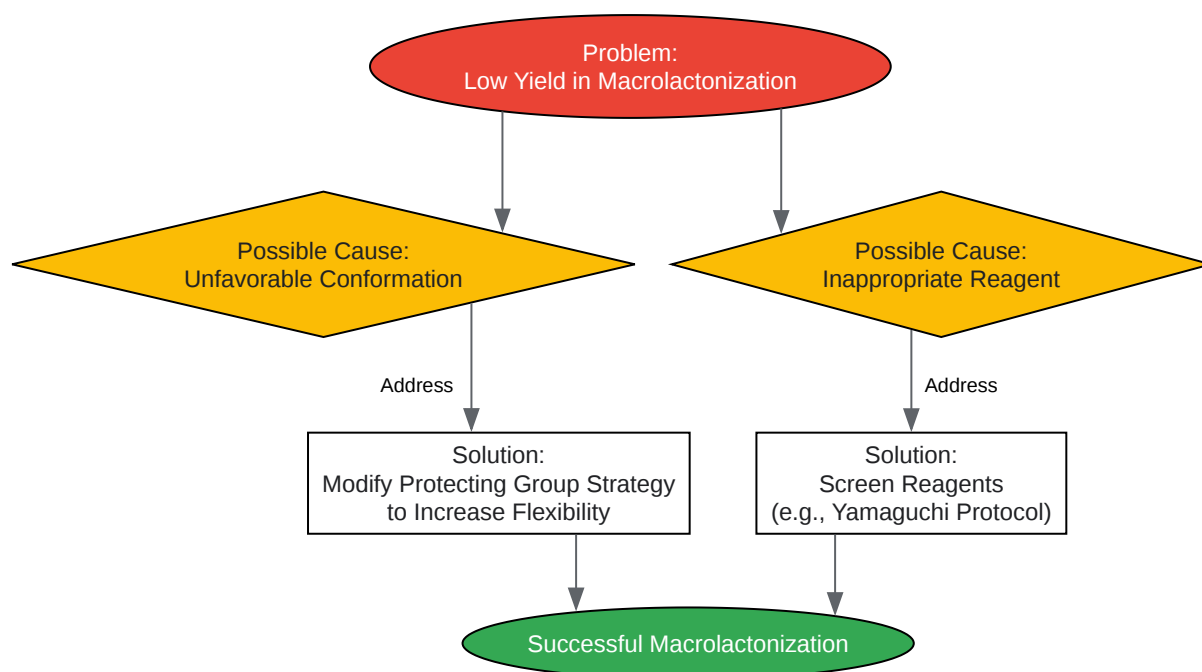 Problem:
Low Yield in Macrolactonization
Possible Cause:
Unfavorable Conformation
Possible Cause:
Inappropriate Reagent
Address
Address
Solution:
Modify Protecting Group Strategy
to Increase Flexibility
Solution:
Screen Reagents
(e.g., Yamaguchi Protocol)
Successful Macrolactonization